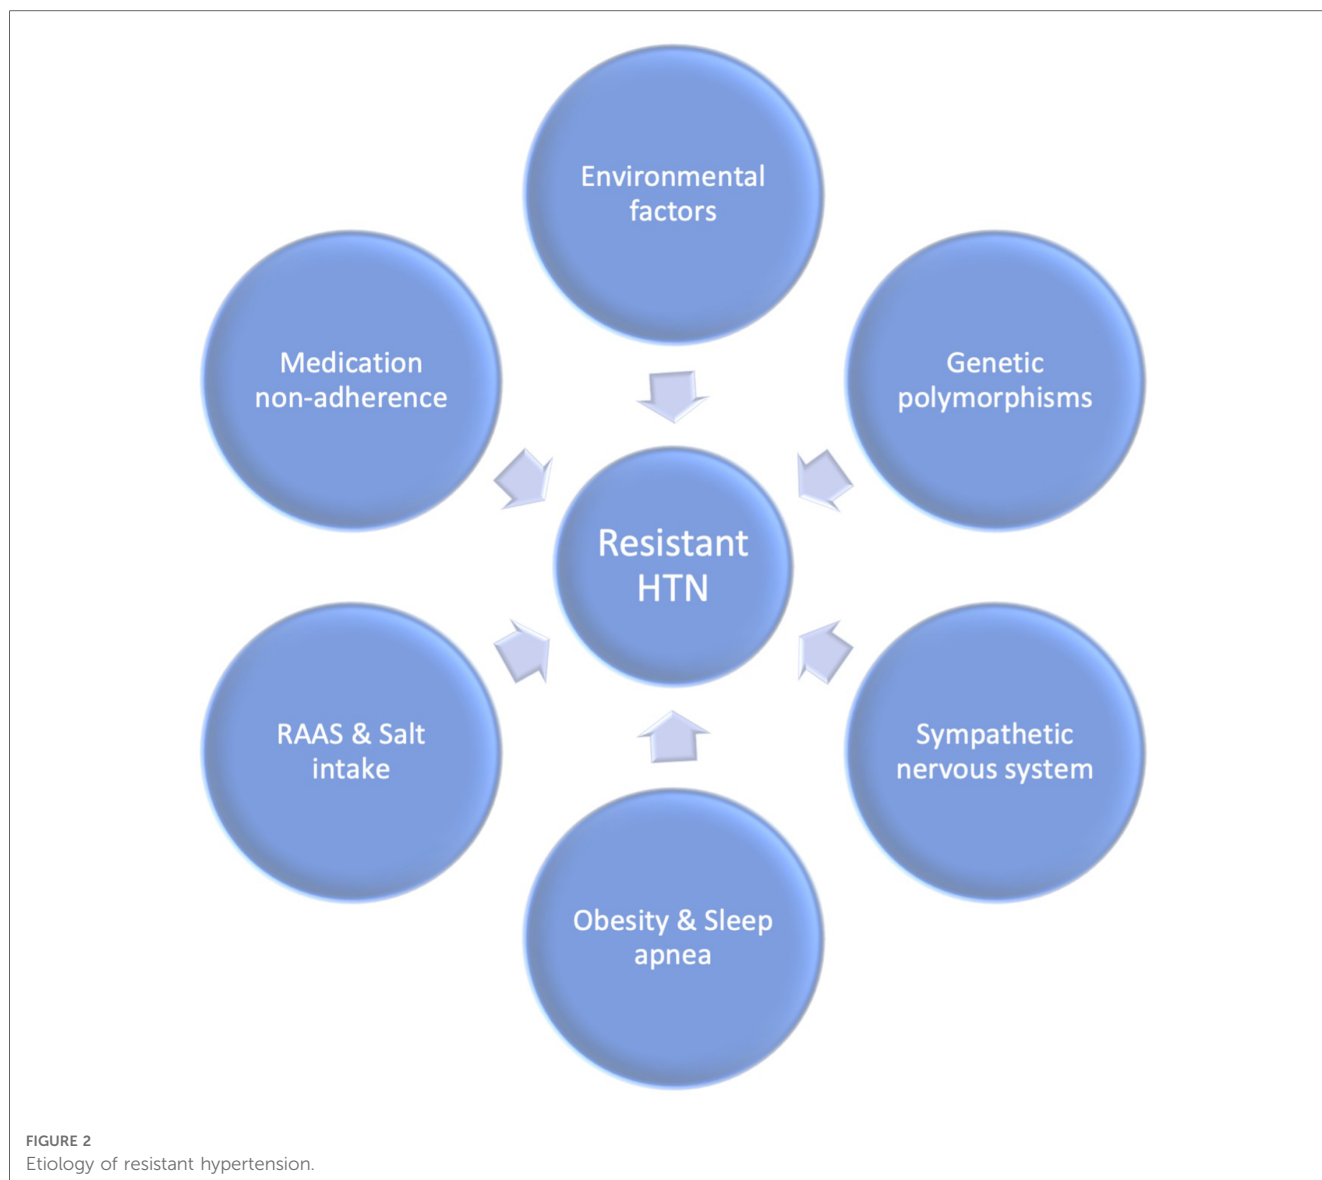 Environmental
factors
Medication
non-adherence
Genetic
polymorphisms
Resistant
HTN
RAAS & Salt
intake
Sympathetic
nervous system
Obesity & Sleep
apnea
FIGURE 2
Etiology of resistant hypertension.